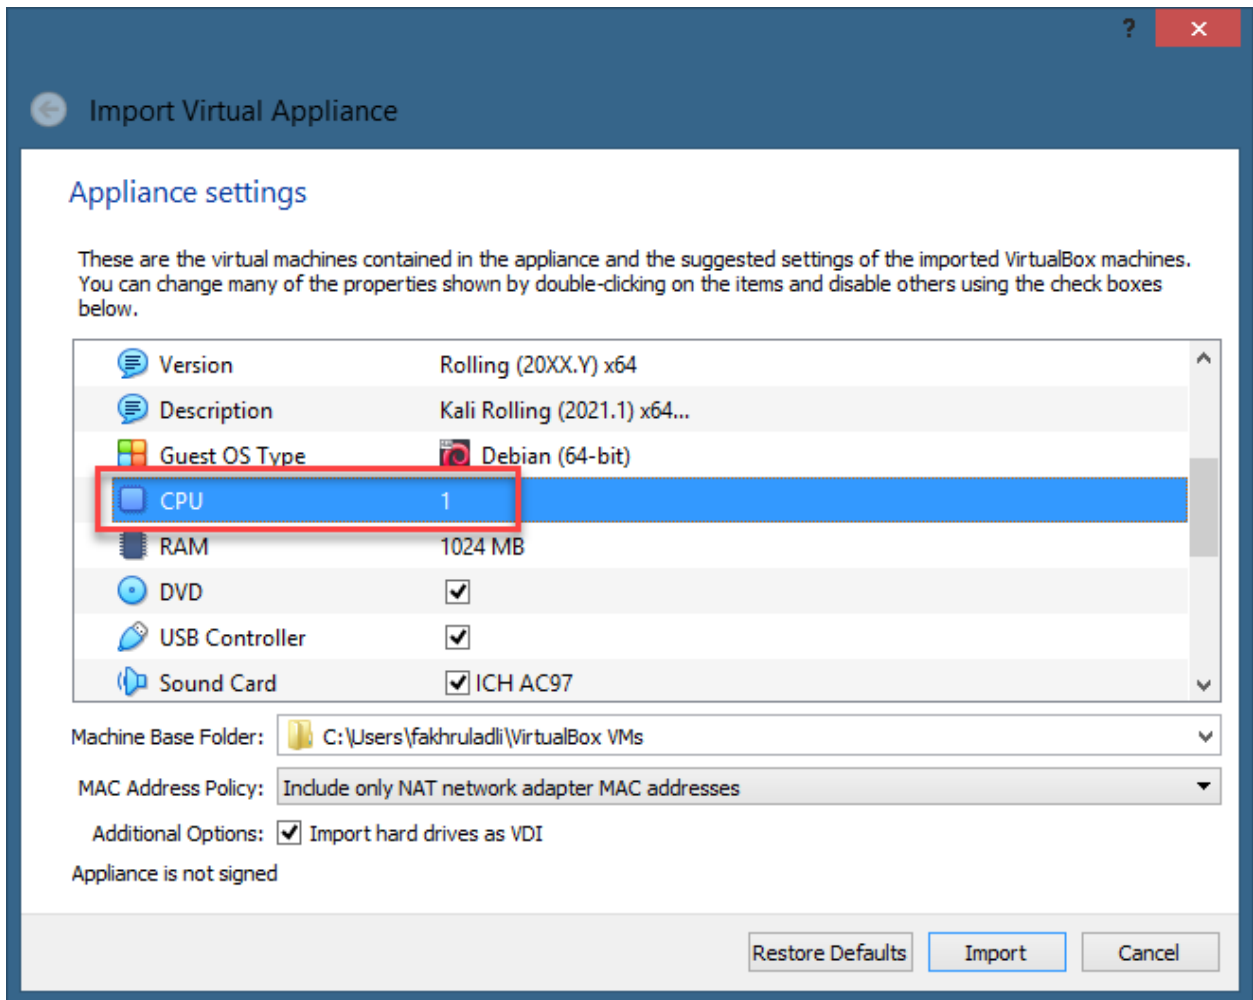 ?
Import Virtual Appliance
Appliance settings
These are the virtual machines contained in the appliance and the suggested settings of the imported VirtualBox machines.
You can change many of the properties shown by double-clicking on the items and disable others using the check boxes
below.
Version Rolling (20XX.Y) x64
Description Kali Rolling (2021.1) x64...
Guest OS Type Debian (64-bit)
CPU 1
RAM 1024 MB
DVD
USB Controller
Sound Card ICH AC97
Machine Base Folder: C:\Users\fakhruladli\VirtualBox VMs
MAC Address Policy: Include only NAT network adapter MAC addresses
Additional Options: Import hard drives as VDI
Appliance is not signed
Restore Defaults Import Cancel